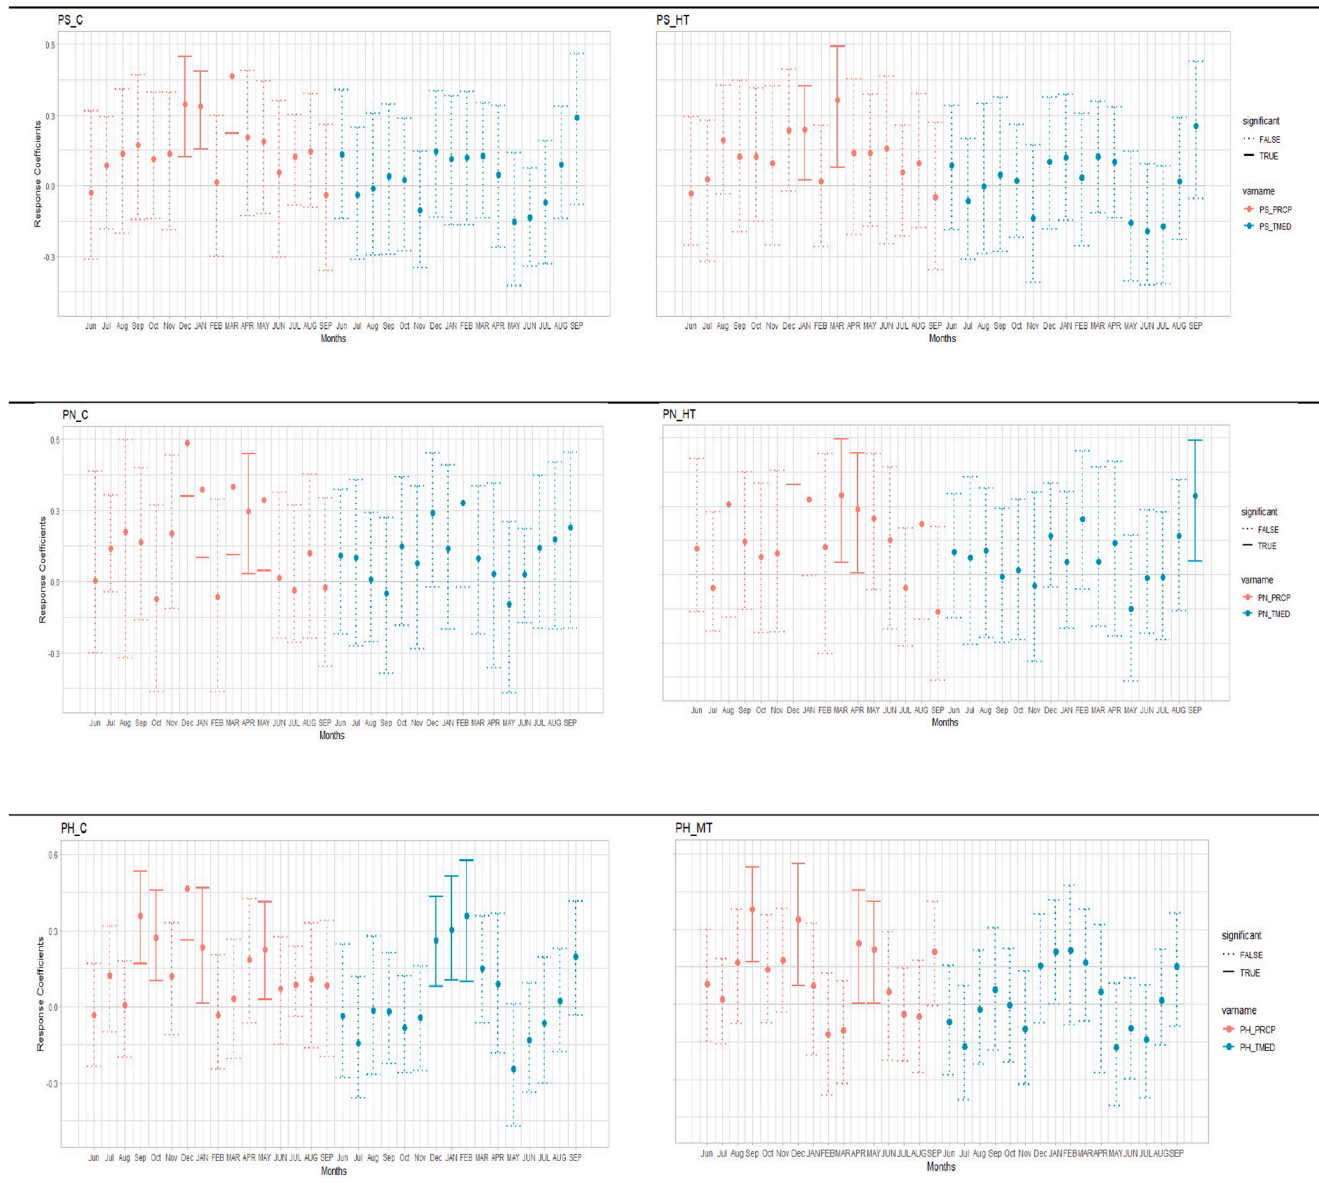 PS_C
PS_HT
0.6
0.3
0.0
-0.3
Response Coefficients
Jun Jul Aug Sep Oct Nov Dec JAN FEB MAR APR MAY JUN JUL AUG SEP Jun Jul Aug Sep Oct Nov Dec JAN FEB MAR APR MAY JUN JUL AUG SEP
Months
Jun Jul Aug Sep Oct Nov Dec JAN FEB MAR APR MAY JUN JUL AUG SEP Jun Jul Aug Sep Oct Nov Dec JAN FEB MAR APR MAY JUN JUL AUG SEP
Months
significant
FALSE
TRUE
varname
PS_PRCP
PS_TMED
PN_C
PN_HT
0.6
0.3
0.0
-0.3
Response Coefficients
Jun Jul Aug Sep Oct Nov Dec JAN FEB MAR APR MAY JUN JUL AUG SEP Jun Jul Aug Sep Oct Nov Dec JAN FEB MAR APR MAY JUN JUL AUG SEP
Months
Jun Jul Aug Sep Oct Nov Dec JAN FEB MAR APR MAY JUN JUL AUG SEP Jun Jul Aug Sep Oct Nov Dec JAN FEB MAR APR MAY JUN JUL AUG SEP
Months
significant
FALSE
TRUE
varname
PN_PRCP
PN_TMED
PH_C
PH_MT
0.6
0.3
0.0
-0.3
Response Coefficients
Jun Jul Aug Sep Oct Nov Dec JAN FEB MAR APR MAY JUN JUL AUG SEP Jun Jul Aug Sep Oct Nov Dec JAN FEB MAR APR MAY JUN JUL AUG SEP
Months
Jun Jul Aug Sep Oct Nov Dec JAN FEB MAR APR MAY JUN JUL AUG SEP Jun Jul Aug Sep Oct Nov Dec JAN FEB MAR APR MAY JUN JUL AUG SEP
Months
significant
FALSE
TRUE
varname
PH_PRCP
PH_TMED